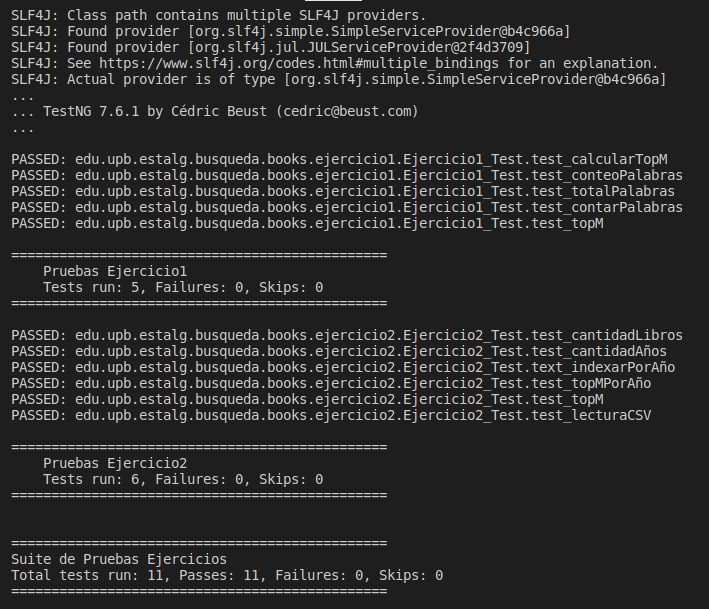 SLF4J: Class path contains multiple SLF4J providers.
SLF4J: Found provider [org.slf4j.simple.SimpleServiceProvider@b4c966a]
SLF4J: Found provider [org.slf4j.jul.JULServiceProvider@2f4d3709]
SLF4J: See https://www.slf4j.org/codes.html#multiple_bindings for an explanation.
SLF4J: Actual provider is of type [org.slf4j.simple.SimpleServiceProvider@b4c966a]
...
... TestNG 7.6.1 by Cédric Beust (cedric@beust.com)
...
PASSED: edu.upb.estalg.busqueda.books.ejercicio1.Ejercicio1_Test.test_calcularTopM
PASSED: edu.upb.estalg.busqueda.books.ejercicio1.Ejercicio1_Test.test_conteoPalabras
PASSED: edu.upb.estalg.busqueda.books.ejercicio1.Ejercicio1_Test.test_totalPalabras
PASSED: edu.upb.estalg.busqueda.books.ejercicio1.Ejercicio1_Test.test_contarPalabras
PASSED: edu.upb.estalg.busqueda.books.ejercicio1.Ejercicio1_Test.test_topM
===============================================
    Pruebas Ejercicio1
    Tests run: 5, Failures: 0, Skips: 0
===============================================
PASSED: edu.upb.estalg.busqueda.books.ejercicio2.Ejercicio2_Test.test_cantidadLibros
PASSED: edu.upb.estalg.busqueda.books.ejercicio2.Ejercicio2_Test.test_cantidadAños
PASSED: edu.upb.estalg.busqueda.books.ejercicio2.Ejercicio2_Test.text_indexarPorAño
PASSED: edu.upb.estalg.busqueda.books.ejercicio2.Ejercicio2_Test.test_topMPorAño
PASSED: edu.upb.estalg.busqueda.books.ejercicio2.Ejercicio2_Test.test_topM
PASSED: edu.upb.estalg.busqueda.books.ejercicio2.Ejercicio2_Test.test_lecturaCSV
===============================================
    Pruebas Ejercicio2
    Tests run: 6, Failures: 0, Skips: 0
===============================================
===============================================
Suite de Pruebas Ejercicios
Total tests run: 11, Passes: 11, Failures: 0, Skips: 0
===============================================